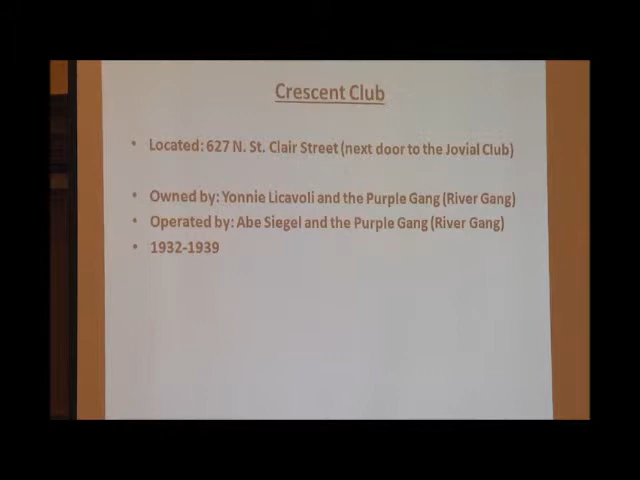 Crescent Club
• Located: 627 N. St. Clair Street (next door to the Jovial Club)
• Owned by: Yonnie Licavoli and the Purple Gang (River Gang)
• Operated by: Abe Siegel and the Purple Gang (River Gang)
• 1932-1939